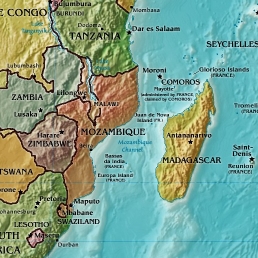 E CONGO
Bujumbura
BURUNDI
Mombasa
Dodoma
TANZANIA
Dar es Salaam
SEYCHELLES
Lubumbashi
Moroni
COMOROS
Glorioso Islands
(FRANCE)
Mayotte
(administered by FRANCE,
claimed by COMOROS)
ZAMBIA
Lilongwe
MALAWI
Lusaka
Juan de Nova
Island (FR.)
Tromelin
(FRANCE)
Harare
ZIMBABWE
MOZAMBIQUE
Mozambique
Channel
Antananarivo
MADAGASCAR
Saint-
Denis
Reunion
(FRANCE)
Bassas
da India
(FRANCE)
Europa Island
(FRANCE)
TSWANA
Pretoria
Maputo
Johannesburg
Mbabane
SWAZILAND
LESOTHO
Maseru
Durban
UTH
RICA